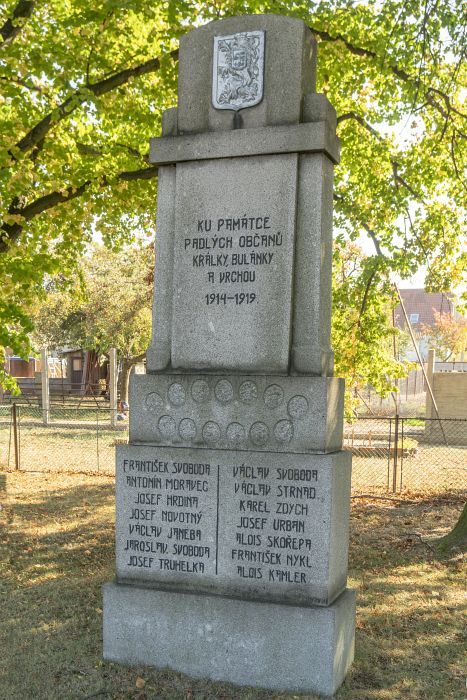 KU PAMÁTCE
PADLÝCH OBČANŮ
KRÁLKY, BULÁNKY
A VRCHOU
1914-1919
FRANTIŠEK SVOBODA
ANTONÍN MORAVEC
JOSEF HRDINA
JOSEF NOVOTNÝ
VÁCLAV JANEBA
JAROSLAV SVOBODA
JOSEF TRUHELKA
VÁCLAV SVOBODA
VÁCLAV STRNAD
KAREL ZDYCH
JOSEF URBAN
ALOIS SKOŘEPA
FRANTIŠEK NYKL
ALOIS KAMLER